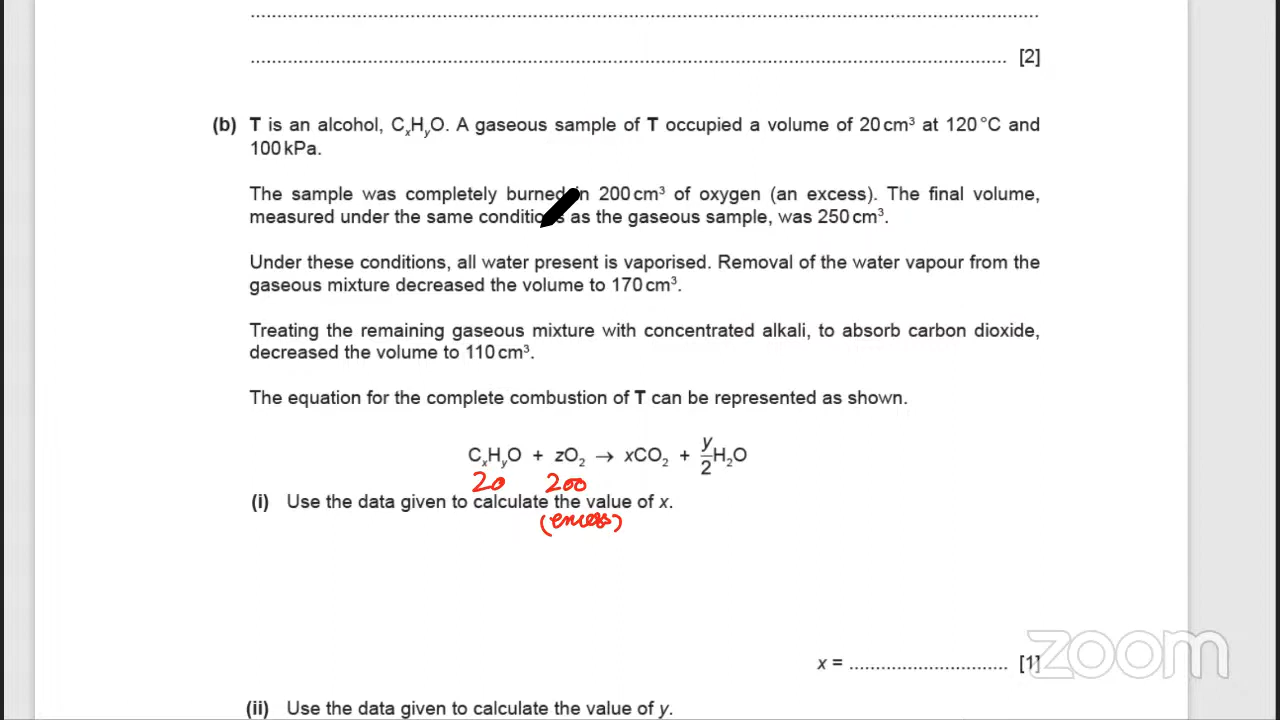 [2]
(b) T is an alcohol, CₓHᵧO. A gaseous sample of T occupied a volume of 20 cm³ at 120 °C and
100 kPa.
The sample was completely burned in 200 cm³ of oxygen (an excess). The final volume,
measured under the same conditions as the gaseous sample, was 250 cm³.
Under these conditions, all water present is vaporised. Removal of the water vapour from the
gaseous mixture decreased the volume to 170 cm³.
Treating the remaining gaseous mixture with concentrated alkali, to absorb carbon dioxide,
decreased the volume to 110 cm³.
The equation for the complete combustion of T can be represented as shown.
CₓHᵧO + zO₂ → xCO₂ + y/2 H₂O
20 200
(i) Use the data given to calculate the value of x.
(excess)
x = .............................. [1]
zoom
(ii) Use the data given to calculate the value of y.